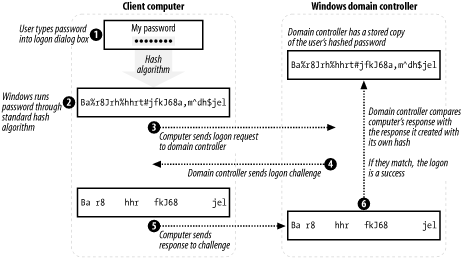 Client computer
Windows domain controller
User types password
into logon dialog box
1
My password
Hash
algorithm
Windows runs
password through
standard hash
algorithm
2
Ba%r8Jrh%hhrt#jfkJ68a,m^dh$jel
3
Computer sends logon request
to domain controller
4
Domain controller sends logon challenge
Ba r8 hhr fkJ68 jel
5
Computer sends
response to challenge
Domain controller has a stored copy
of the user's hashed password
Ba%r8Jrh%hhrt#jfkJ68a,m^dh$jel
Domain controller compares
computer's response with
the response it created with
its own hash
If they match, the logon
is a success
6
Ba r8 hhr fkJ68 jel